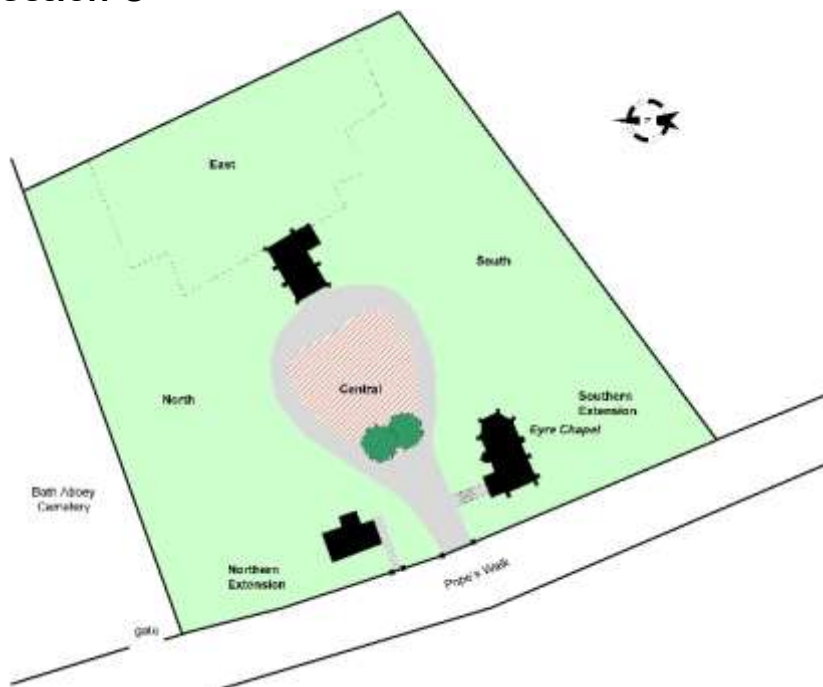 East
South
Central
North
Southern
Extension
Eyre Chapel
Bath Abbey
Cemetery
Northern
Extension
Pope's Walk
gate